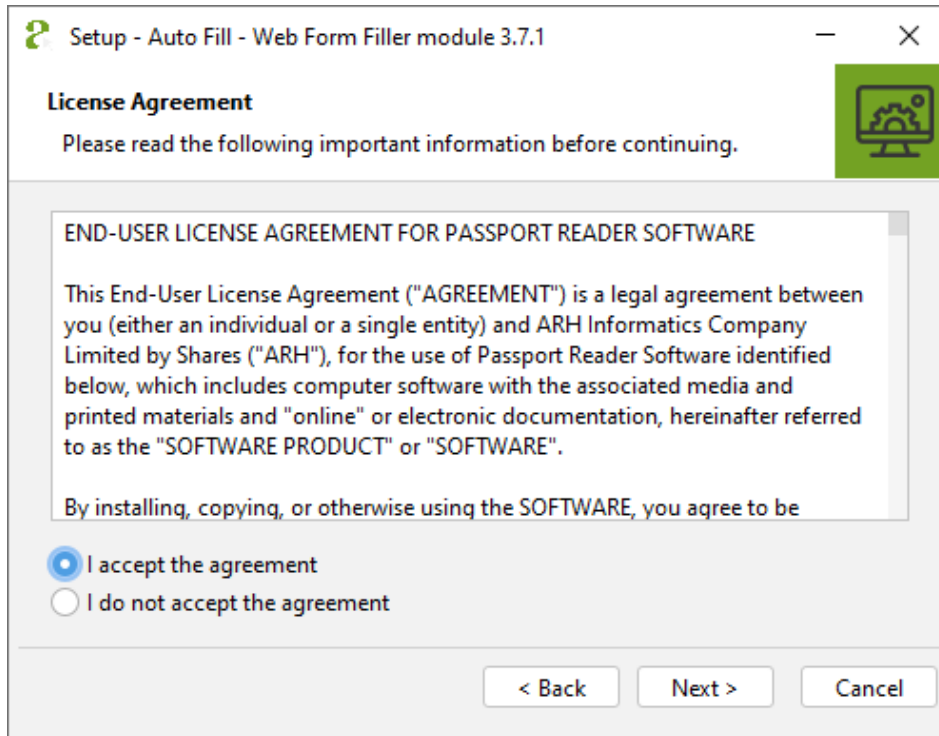 Setup - Auto Fill - Web Form Filler module 3.7.1
License Agreement
Please read the following important information before continuing.
END-USER LICENSE AGREEMENT FOR PASSPORT READER SOFTWARE
This End-User License Agreement ("AGREEMENT") is a legal agreement between
you (either an individual or a single entity) and ARH Informatics Company
Limited by Shares ("ARH"), for the use of Passport Reader Software identified
below, which includes computer software with the associated media and
printed materials and "online" or electronic documentation, hereinafter referred
to as the "SOFTWARE PRODUCT" or "SOFTWARE".
By installing, copying, or otherwise using the SOFTWARE, you agree to be
I accept the agreement
I do not accept the agreement
< Back Next > Cancel